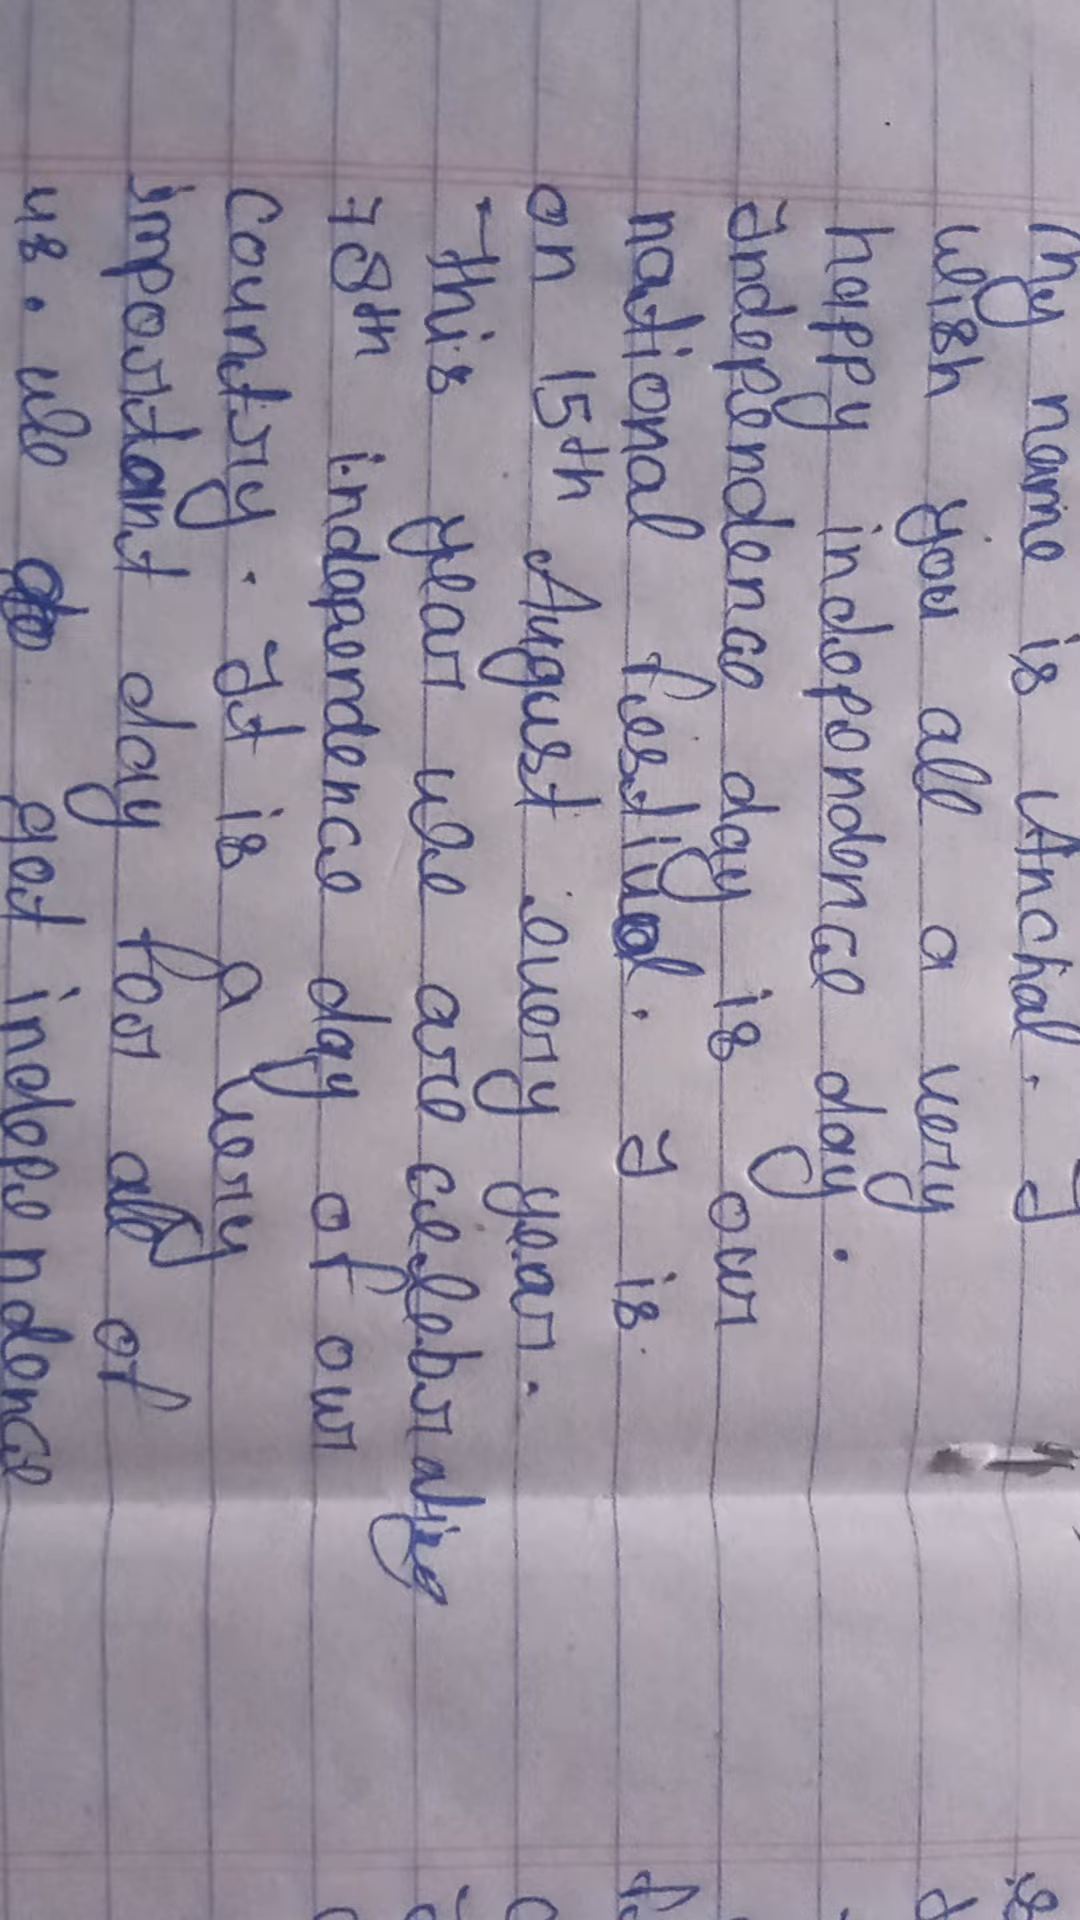 My name is Anchal. I
wish you all a very
happy independence day.
Independence day is our
national festival. I is
on 15th August every year.
This year we are celebrating
78th independence day of our
Country. It is a very
important day for all of
us. we got independence